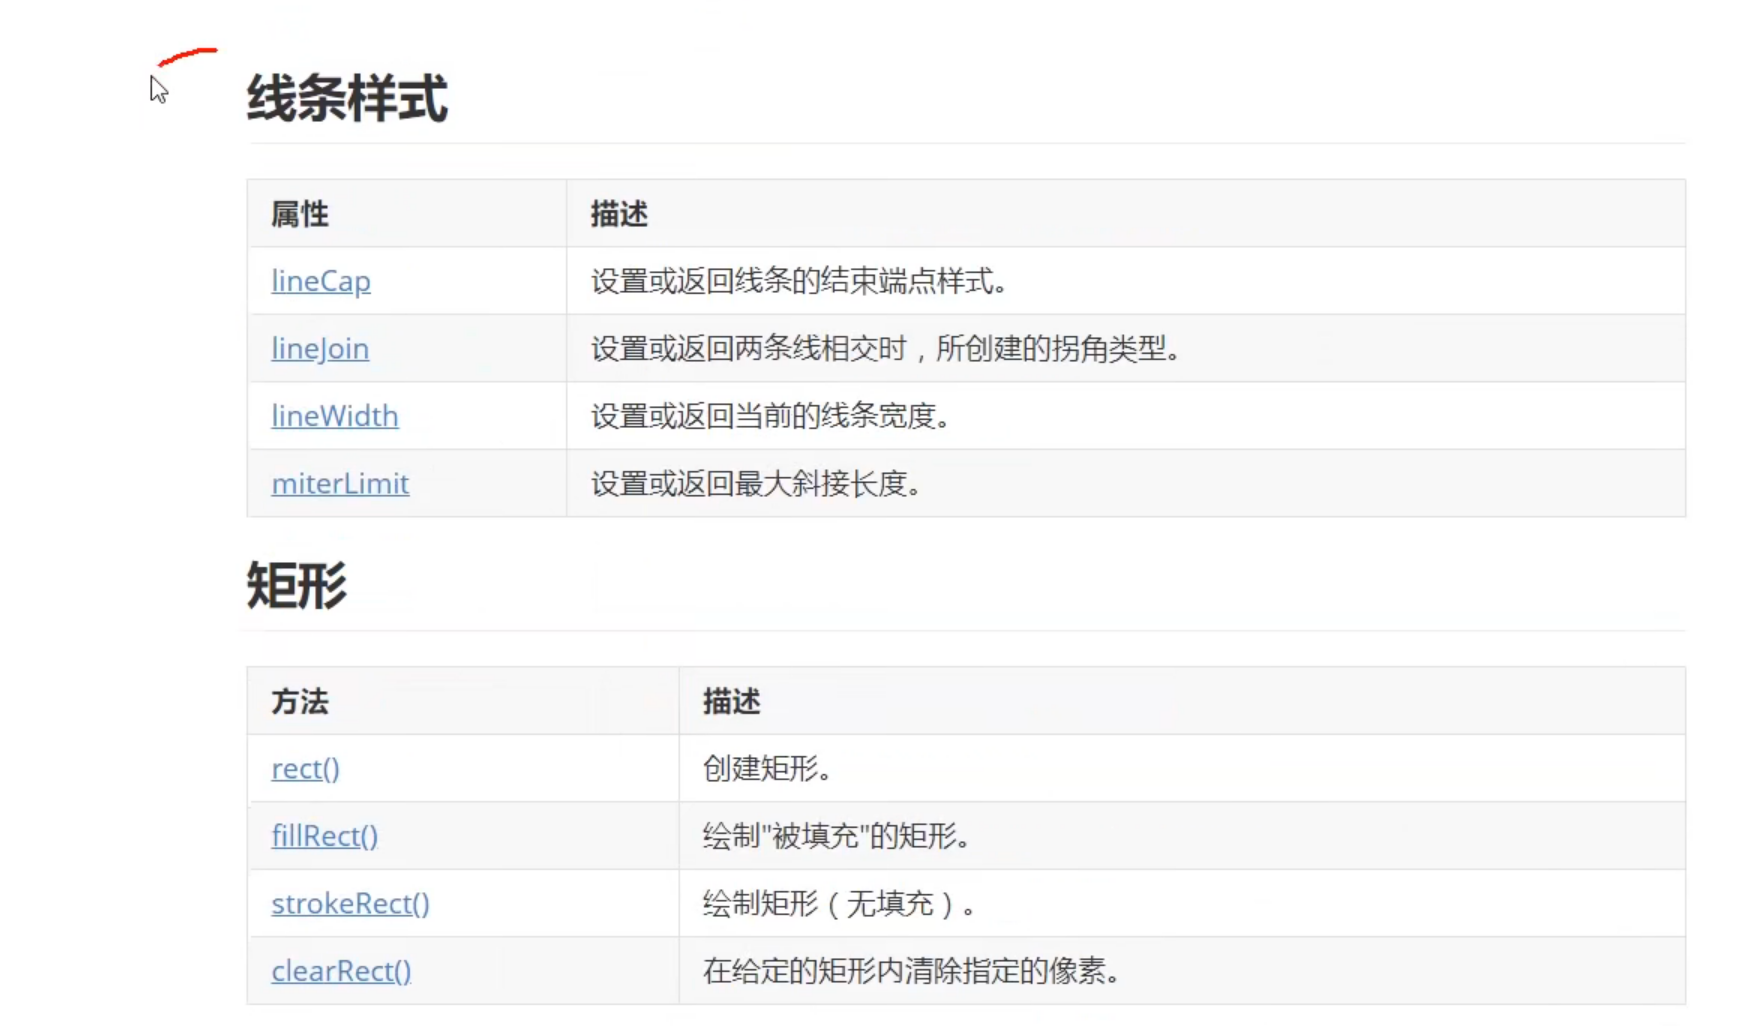 线条样式
属性 描述
lineCap 设置或返回线条的结束端点样式。
lineJoin 设置或返回两条线相交时，所创建的拐角类型。
lineWidth 设置或返回当前的线条宽度。
miterLimit 设置或返回最大斜接长度。
矩形
方法 描述
rect() 创建矩形。
fillRect() 绘制"被填充"的矩形。
strokeRect() 绘制矩形（无填充）。
clearRect() 在给定的矩形内清除指定的像素。